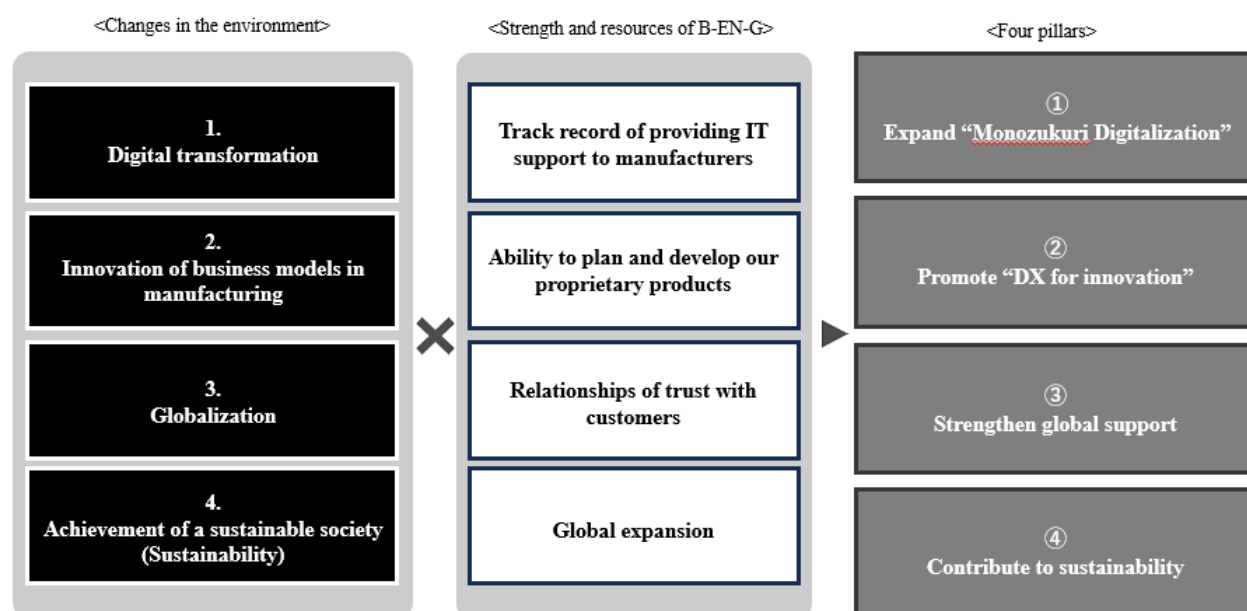 <Changes in the environment>
1.
Digital transformation
2.
Innovation of business models in
manufacturing
3.
Globalization
4.
Achievement of a sustainable society
(Sustainability)
<Strength and resources of B-EN-G>
Track record of providing IT
support to manufacturers
Ability to plan and develop our
proprietary products
Relationships of trust with
customers
Global expansion
<Four pillars>
①
Expand “Monozukuri Digitalization”
②
Promote “DX for innovation”
③
Strengthen global support
④
Contribute to sustainability